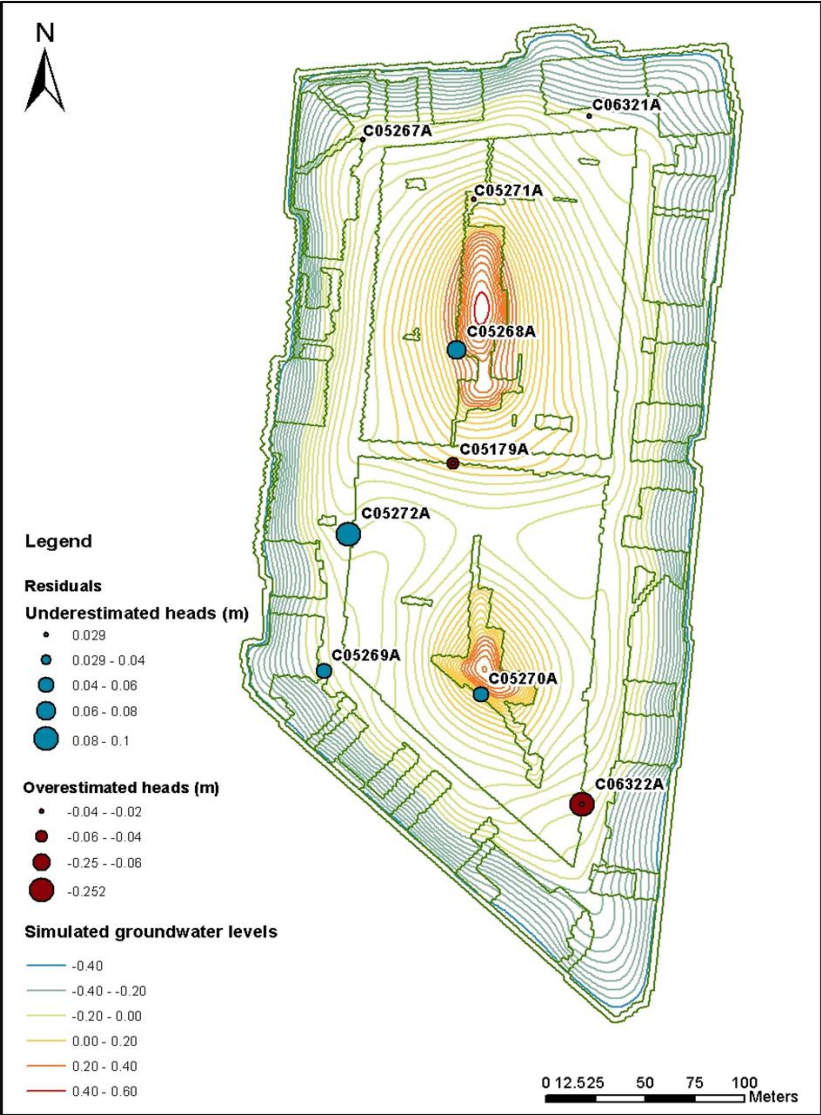 N
C06321A
C05267A
C05271A
C05268A
C05179A
C05272A
C05269A
C05270A
C06322A
Legend
Residuals
Underestimated heads (m)
0.029
0.029 - 0.04
0.04 - 0.06
0.06 - 0.08
0.08 - 0.1
Overestimated heads (m)
-0.04 - -0.02
-0.06 - -0.04
-0.25 - -0.06
-0.252
Simulated groundwater levels
-0.40
-0.40 - -0.20
-0.20 - 0.00
0.00 - 0.20
0.20 - 0.40
0.40 - 0.60
0 12.525 50 75 100
Meters